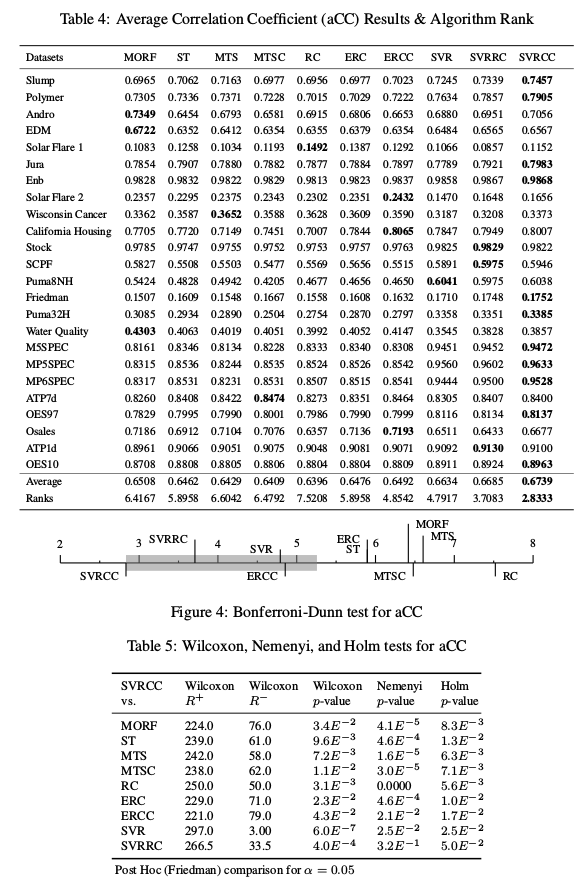 Table 4: Average Correlation Coefficient (aCC) Results & Algorithm Rank
Datasets MORF ST MTS MTSC RC ERC ERCC SVR SVRRC SVRCC
Slump 0.6965 0.7062 0.7163 0.6977 0.6956 0.6977 0.7023 0.7245 0.7339 0.7457
Polymer 0.7305 0.7336 0.7371 0.7228 0.7015 0.7029 0.7222 0.7634 0.7857 0.7905
Andro 0.7349 0.6454 0.6793 0.6581 0.6915 0.6806 0.6653 0.6880 0.6951 0.7056
EDM 0.6722 0.6352 0.6412 0.6354 0.6355 0.6379 0.6354 0.6484 0.6565 0.6567
Solar Flare 1 0.1083 0.1258 0.1034 0.1193 0.1492 0.1387 0.1292 0.1066 0.0857 0.1152
Jura 0.7854 0.7907 0.7880 0.7882 0.7877 0.7884 0.7897 0.7789 0.7921 0.7983
Enb 0.9828 0.9832 0.9822 0.9829 0.9813 0.9823 0.9837 0.9858 0.9867 0.9868
Solar Flare 2 0.2357 0.2295 0.2375 0.2343 0.2302 0.2351 0.2432 0.1470 0.1648 0.1656
Wisconsin Cancer 0.3362 0.3587 0.3652 0.3588 0.3628 0.3609 0.3590 0.3187 0.3208 0.3373
California Housing 0.7705 0.7720 0.7149 0.7451 0.7007 0.7844 0.8065 0.7847 0.7949 0.8007
Stock 0.9785 0.9747 0.9755 0.9752 0.9753 0.9757 0.9763 0.9825 0.9829 0.9822
SCPF 0.5827 0.5508 0.5503 0.5477 0.5569 0.5656 0.5515 0.5891 0.5975 0.5946
Puma8NH 0.5424 0.4828 0.4942 0.4205 0.4677 0.4656 0.4650 0.6041 0.5975 0.6038
Friedman 0.1507 0.1609 0.1548 0.1667 0.1558 0.1608 0.1632 0.1710 0.1748 0.1752
Puma32H 0.3085 0.2934 0.2890 0.2504 0.2754 0.2870 0.2797 0.3358 0.3351 0.3385
Water Quality 0.4303 0.4063 0.4019 0.4051 0.3992 0.4052 0.4147 0.3545 0.3828 0.3857
M5SPEC 0.8161 0.8346 0.8134 0.8228 0.8333 0.8340 0.8308 0.9451 0.9452 0.9472
MP5SPEC 0.8315 0.8536 0.8244 0.8535 0.8524 0.8526 0.8542 0.9560 0.9602 0.9633
MP6SPEC 0.8317 0.8531 0.8231 0.8531 0.8507 0.8515 0.8541 0.9444 0.9500 0.9528
ATP7d 0.8260 0.8408 0.8422 0.8474 0.8273 0.8351 0.8464 0.8305 0.8407 0.8400
OES97 0.7829 0.7995 0.7990 0.8001 0.7986 0.7990 0.7999 0.8116 0.8134 0.8137
Osales 0.7186 0.6912 0.7104 0.7076 0.6357 0.7136 0.7193 0.6511 0.6433 0.6677
ATP1d 0.8961 0.9066 0.9051 0.9075 0.9048 0.9081 0.9071 0.9092 0.9130 0.9100
OES10 0.8708 0.8808 0.8805 0.8806 0.8804 0.8804 0.8809 0.8911 0.8924 0.8963
Average 0.6508 0.6462 0.6429 0.6409 0.6396 0.6476 0.6492 0.6634 0.6685 0.6739
Ranks 6.4167 5.8958 6.6042 6.4792 7.5208 5.8958 4.8542 4.7917 3.7083 2.8333
MORF
2 3 SVRRC 4 SVR 5 ERC 6 MTS 7 8
ST
SVRCC ERCC MTSC RC
Figure 4: Bonferroni-Dunn test for aCC
Table 5: Wilcoxon, Nemenyi, and Holm tests for aCC
SVRCC Wilcoxon Wilcoxon Wilcoxon Nemenyi Holm
vs. R⁺ R⁻ p-value p-value p-value
MORF 224.0 76.0 3.4E⁻² 4.1E⁻⁵ 8.3E⁻³
ST 239.0 61.0 9.6E⁻³ 4.6E⁻⁴ 1.3E⁻²
MTS 242.0 58.0 7.2E⁻³ 1.6E⁻⁵ 6.3E⁻³
MTSC 238.0 62.0 1.1E⁻² 3.0E⁻⁵ 7.1E⁻³
RC 250.0 50.0 3.1E⁻³ 0.0000 5.6E⁻³
ERC 229.0 71.0 2.3E⁻² 4.6E⁻⁴ 1.0E⁻²
ERCC 221.0 79.0 4.3E⁻² 2.1E⁻² 1.7E⁻²
SVR 297.0 3.00 6.0E⁻⁷ 2.5E⁻² 2.5E⁻²
SVRRC 266.5 33.5 4.0E⁻⁴ 3.2E⁻¹ 5.0E⁻²
Post Hoc (Friedman) comparison for α = 0.05